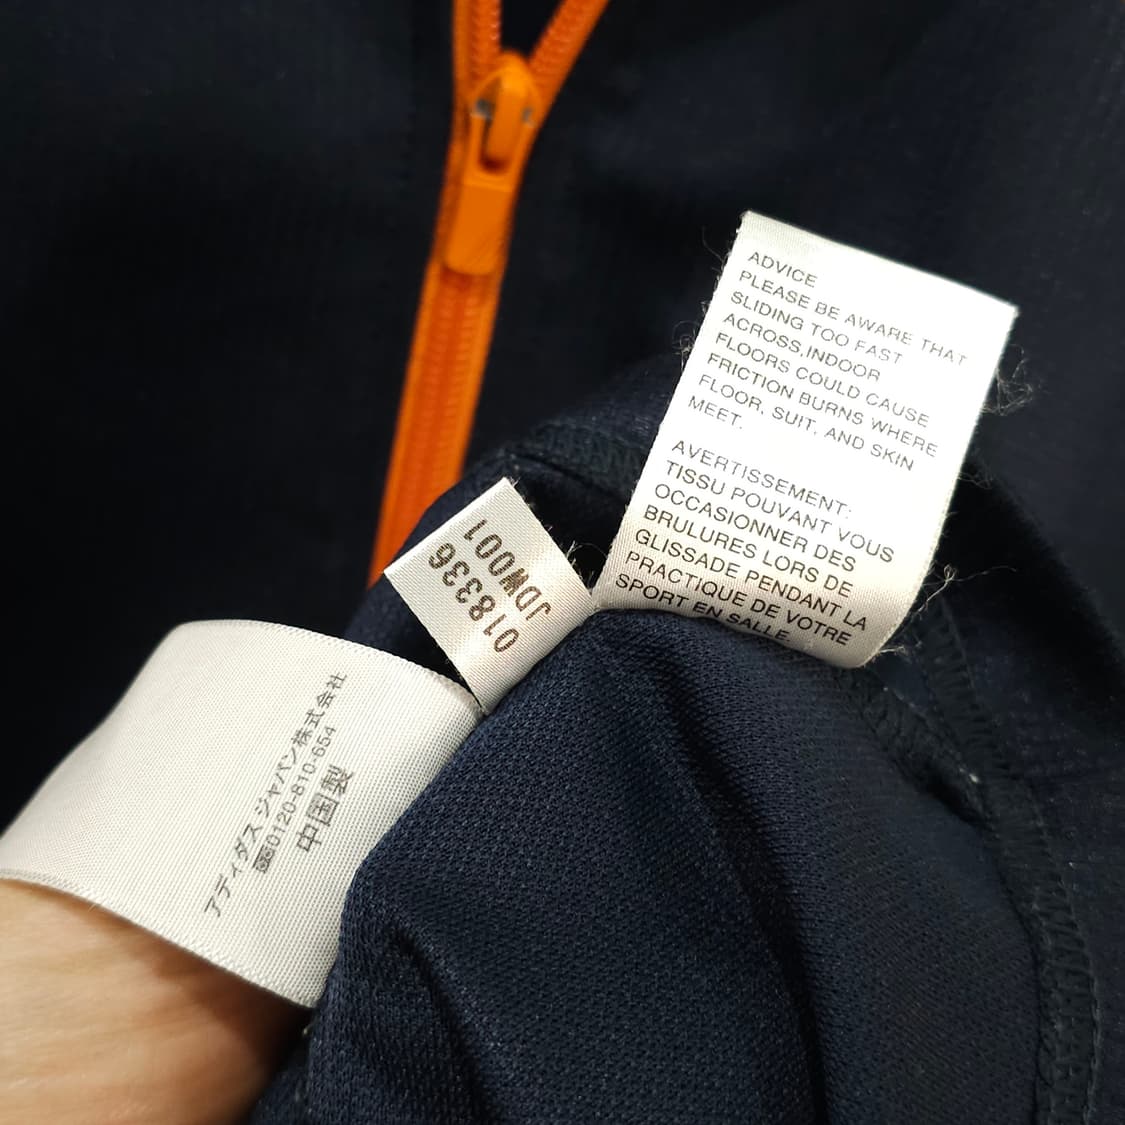 ADVICE
PLEASE BE AWARE THAT
SLIDING TOO FAST
ACROSS,INDOOR
FLOORS COULD CAUSE
FRICTION BURNS WHERE
FLOOR, SUIT, AND SKIN
MEET.
AVERTISSEMENT:
TISSU POUVANT VOUS
OCCASIONNER DES
BRULURES LORS DE
GLISSADE PENDANT LA
PRACTIQUE DE VOTRE
SPORT EN SALLE.
018336
JDW001
アディダス ジャパン株式会社
0120-810-654
中国製